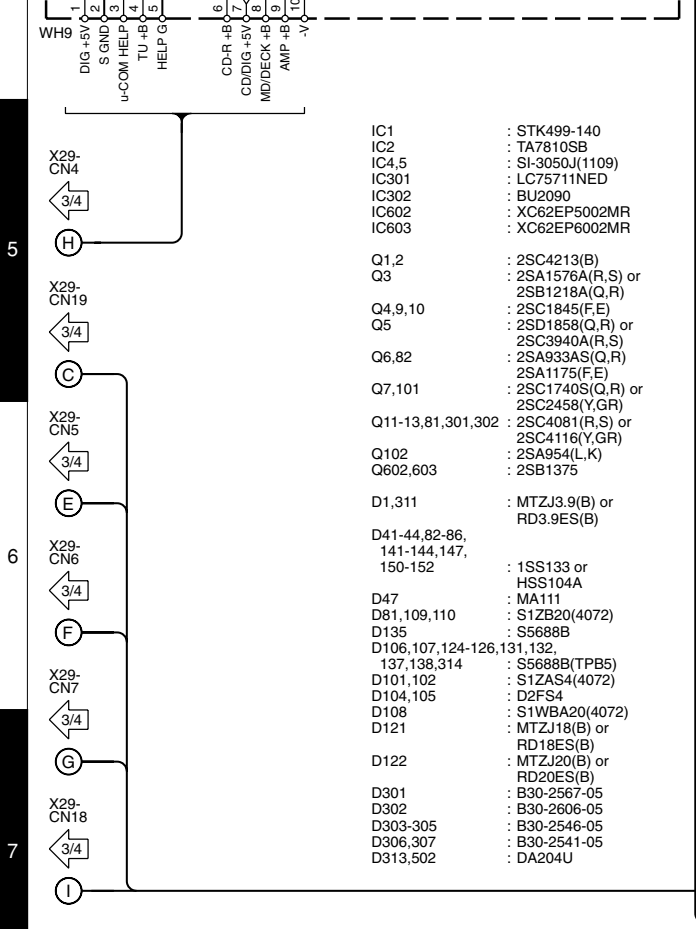 1
2
3
4
5
6
7
8
9
10
WH9
DIG +5V
S GND
u-COM HELP
TU +B
HELP G
CD-R +B
CD/DIG +5V
MD/DECK +B
AMP +B
-V
X29-
CN4
3/4
H
5
X29-
CN19
3/4
C
X29-
CN5
3/4
E
6
X29-
CN6
3/4
F
X29-
CN7
3/4
G
X29-
CN18
7
3/4
I
IC1 : STK499-140
IC2 : TA7810SB
IC4,5 : SI-3050J(1109)
IC301 : LC75711NED
IC302 : BU2090
IC602 : XC62EP5002MR
IC603 : XC62EP6002MR
Q1,2 : 2SC4213(B)
Q3 : 2SA1576A(R,S) or
2SB1218A(Q,R)
Q4,9,10 : 2SC1845(F,E)
Q5 : 2SD1858(Q,R) or
2SC3940A(R,S)
Q6,82 : 2SA933AS(Q,R)
2SA1175(F,E)
Q7,101 : 2SC1740S(Q,R) or
2SC2458(Y,GR)
Q11-13,81,301,302 : 2SC4081(R,S) or
2SC4116(Y,GR)
Q102 : 2SA954(L,K)
Q602,603 : 2SB1375
D1,311 : MTZJ3.9(B) or
RD3.9ES(B)
D41-44,82-86,
141-144,147,
150-152 : 1SS133 or
HSS104A
D47 : MA111
D81,109,110 : S1ZB20(4072)
D135 : S5688B
D106,107,124-126,131,132,
137,138,314 : S5688B(TPB5)
D101,102 : S1ZAS4(4072)
D104,105 : D2FS4
D108 : S1WBA20(4072)
D121 : MTZJ18(B) or
RD18ES(B)
D122 : MTZJ20(B) or
RD20ES(B)
D301 : B30-2567-05
D302 : B30-2606-05
D303-305 : B30-2546-05
D306,307 : B30-2541-05
D313,502 : DA204U